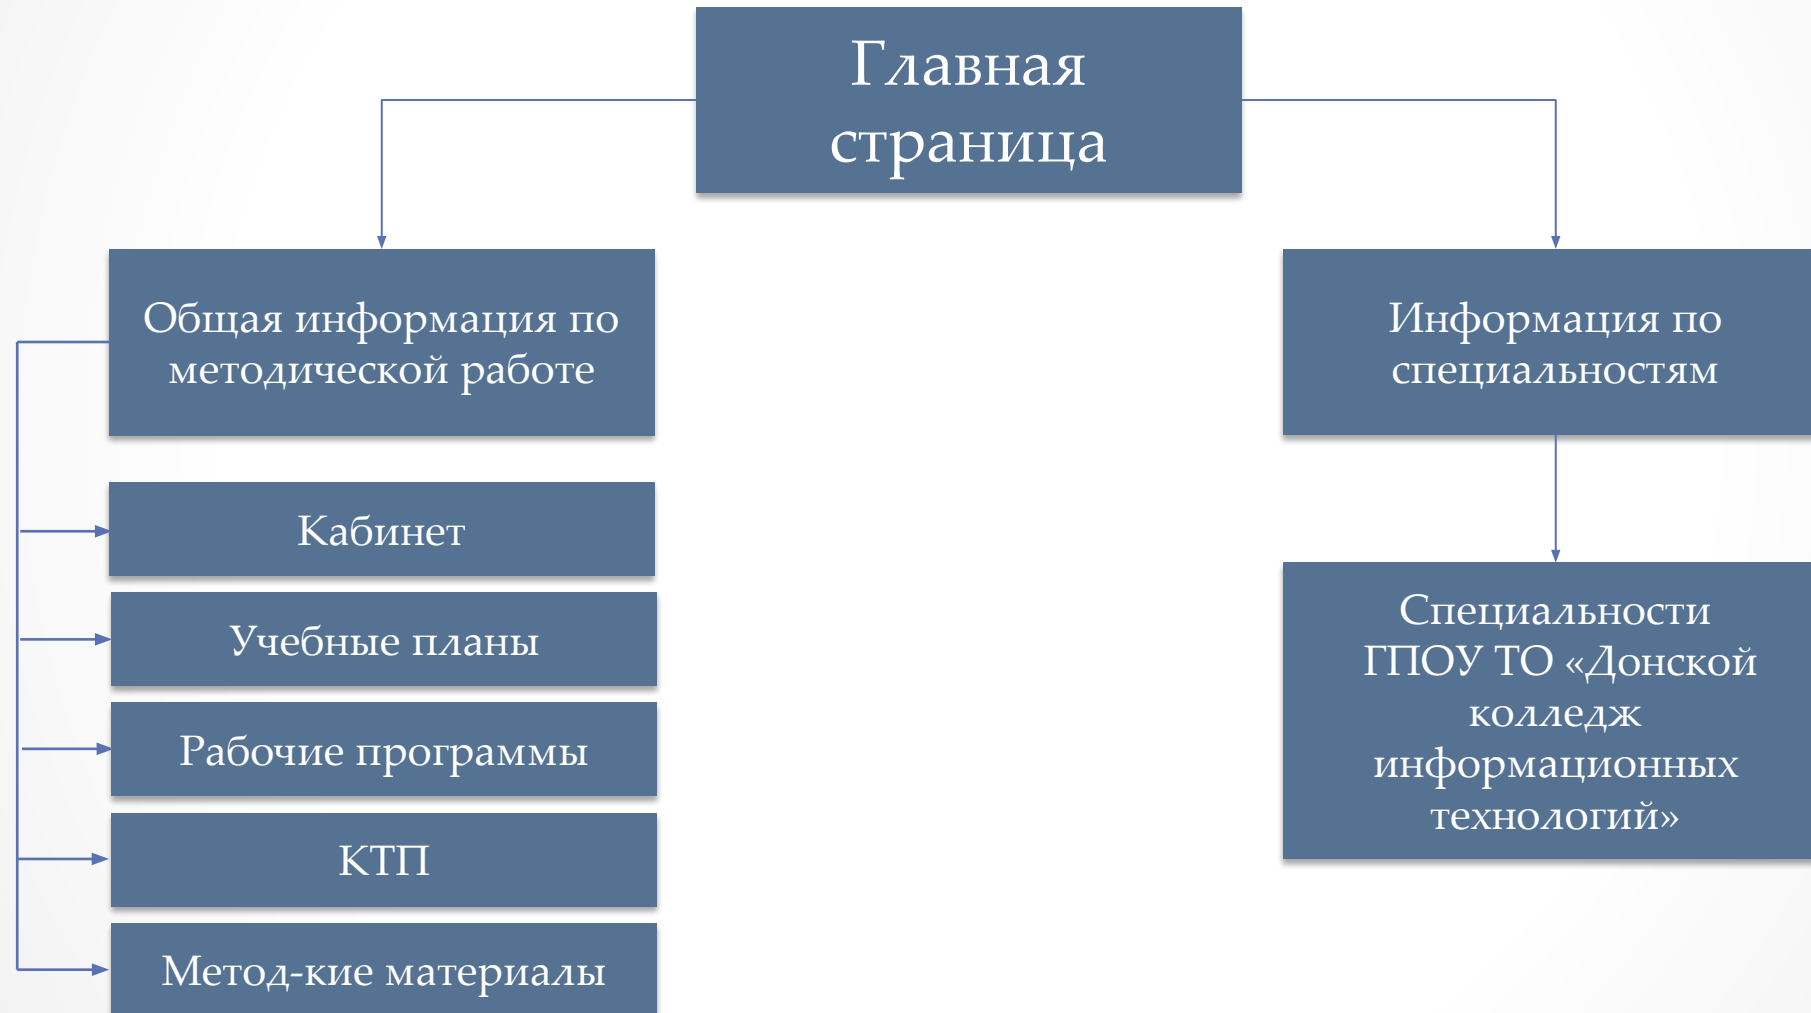 Главная
страница
Общая информация по
методической работе
Информация по
специальностям
Кабинет
Учебные планы
Рабочие программы
КТП
Метод-кие материалы
Специальности
ГПОУ ТО «Донской
колледж
информационных
технологий»